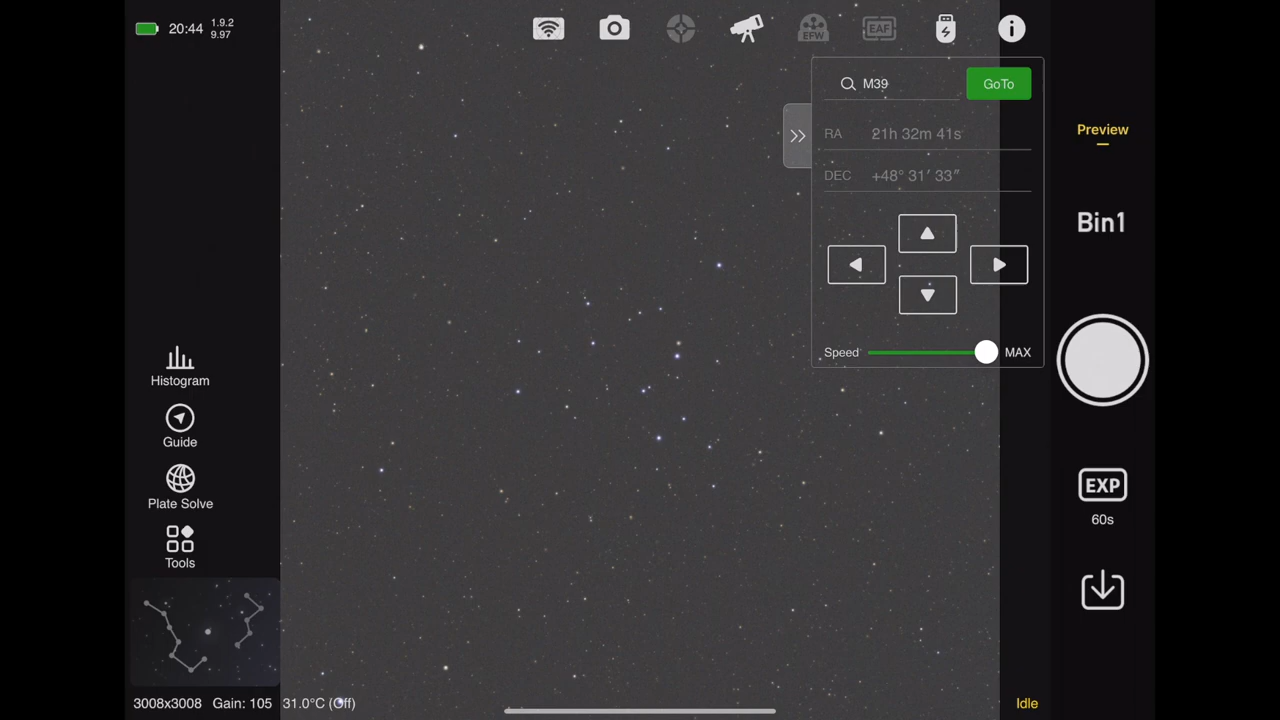 20:44
1.9.2
9.97
EFW
EAF
M39
GoTo
RA 21h 32m 41s
DEC +48° 31′ 33″
Speed MAX
Preview
Bin1
EXP
60s
Histogram
Guide
Plate Solve
Tools
3008x3008 Gain: 105 31.0°C (Off)
Idle